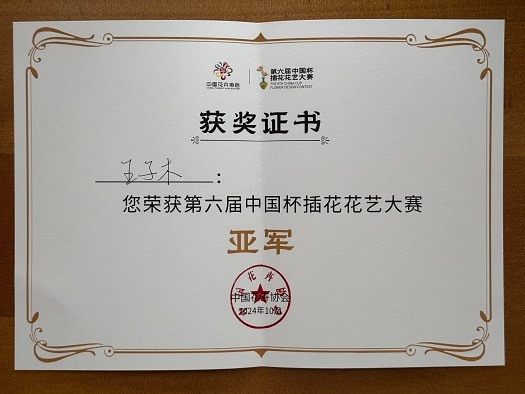 中国花卉协会
第六届中国杯
插花花艺大赛
THE 6TH CHINA CUP
FLOWER DESIGN CONTEST
获奖证书
王子木：
您荣获第六届中国杯插花花艺大赛
亚军
中国花卉协会
2024年10月